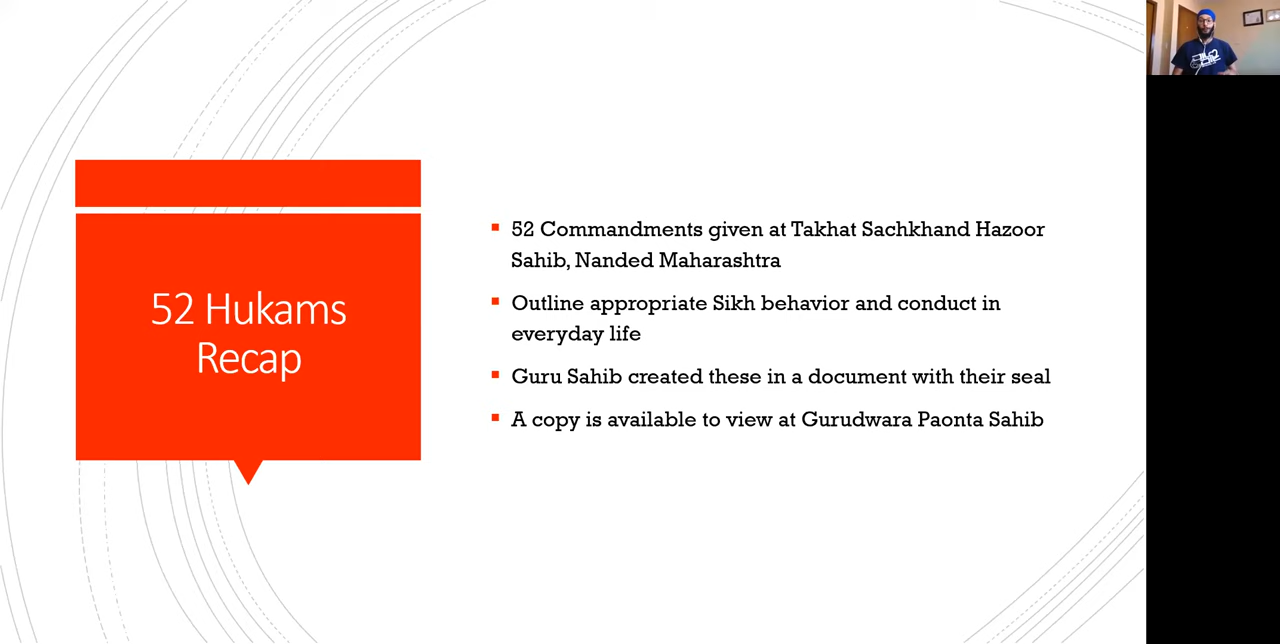 52 Hukams
Recap
52 Commandments given at Takhat Sachkhand Hazoor
Sahib, Nanded Maharashtra
Outline appropriate Sikh behavior and conduct in
everyday life
Guru Sahib created these in a document with their seal
A copy is available to view at Gurudwara Paonta Sahib